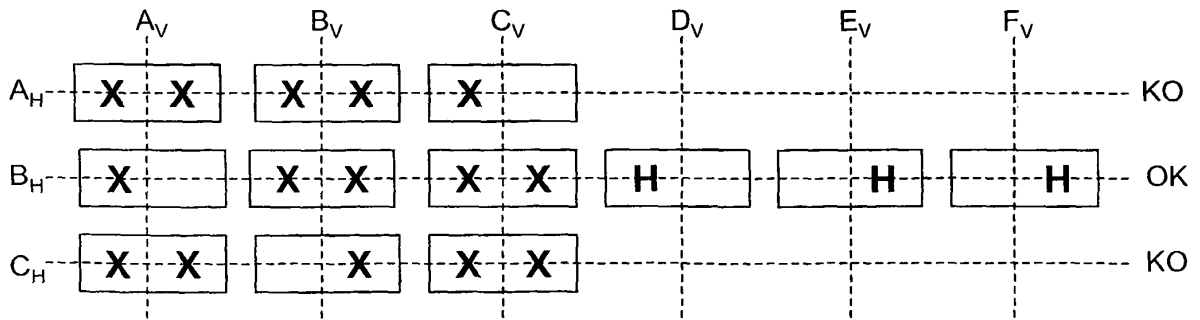 A_V B_V C_V D_V E_V F_V
A_H X X X X X KO
B_H X X X X X H H H OK
C_H X X X X X KO